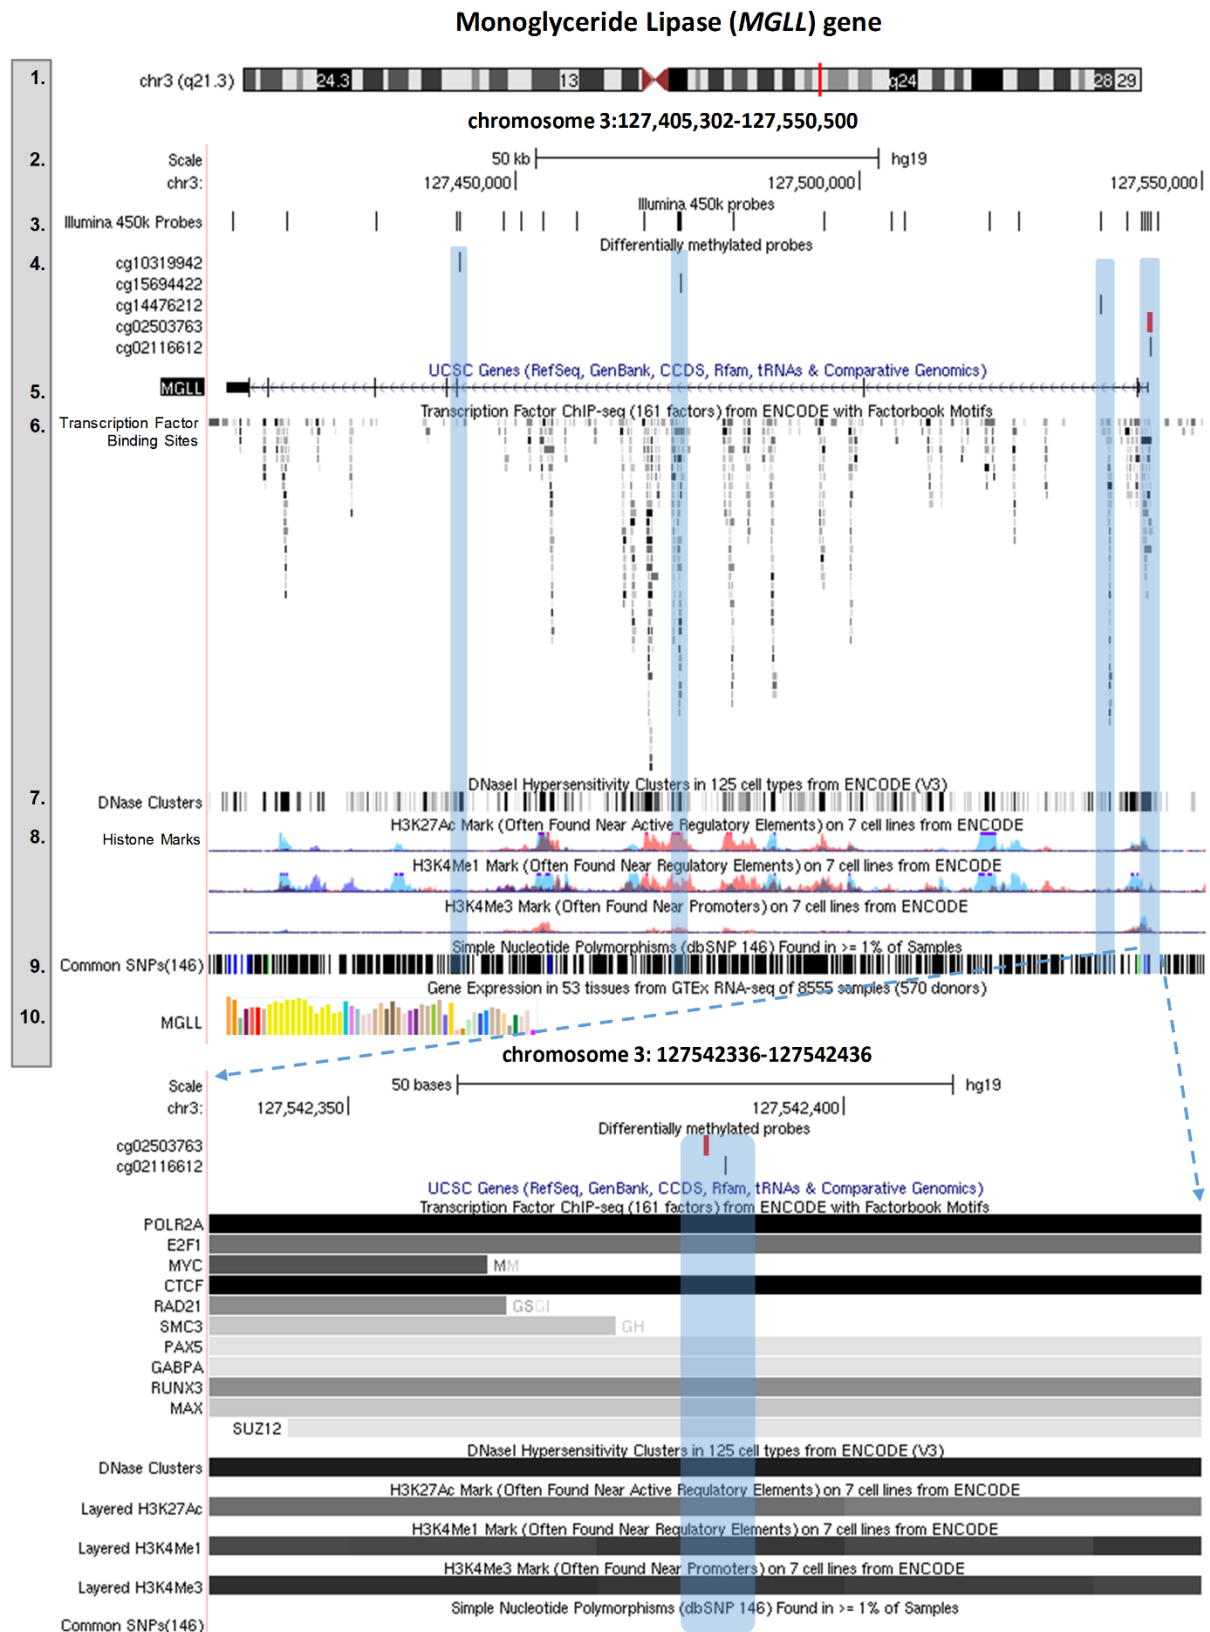 Monoglyceride Lipase (MGLL) gene
1. chr3 (q21.3) 24.3 13 q24 28 29
chromosome 3:127,405,302-127,550,500
2. Scale 50 kb hg19
chr3: 127,450,000 127,500,000 127,550,000
Illumina 450k probes
3. Illumina 450k Probes
Differentially methylated probes
4. cg10319942
cg15694422
cg14476212
cg02503763
cg02116612
UCSC Genes (RefSeq, GenBank, CCDS, Rfam, tRNAs & Comparative Genomics)
5. MGLL
Transcription Factor ChIP-seq (161 factors) from ENCODE with Factorbook Motifs
6. Transcription Factor
Binding Sites
DNaseI Hypersensitivity Clusters in 125 cell types from ENCODE (V3)
7. DNase Clusters
H3K27Ac Mark (Often Found Near Active Regulatory Elements) on 7 cell lines from ENCODE
8. Histone Marks
H3K4Me1 Mark (Often Found Near Regulatory Elements) on 7 cell lines from ENCODE
H3K4Me3 Mark (Often Found Near Promoters) on 7 cell lines from ENCODE
Simple Nucleotide Polymorphisms (dbSNP 146) Found in >= 1% of Samples
9. Common SNPs(146)
Gene Expression in 53 tissues from GTEx RNA-seq of 8555 samples (570 donors)
10. MGLL
chromosome 3: 127542336-127542436
Scale 50 bases hg19
chr3: 127,542,350 127,542,400
Differentially methylated probes
cg02503763
cg02116612
UCSC Genes (RefSeq, GenBank, CCDS, Rfam, tRNAs & Comparative Genomics)
Transcription Factor ChIP-seq (161 factors) from ENCODE with Factorbook Motifs
POLR2A
E2F1
MYC MM
CTCF
RAD21 GSGI
SMC3 GH
PAX5
GABPA
RUNX3
MAX
SUZ12
DNaseI Hypersensitivity Clusters in 125 cell types from ENCODE (V3)
DNase Clusters
H3K27Ac Mark (Often Found Near Active Regulatory Elements) on 7 cell lines from ENCODE
Layered H3K27Ac
H3K4Me1 Mark (Often Found Near Regulatory Elements) on 7 cell lines from ENCODE
Layered H3K4Me1
H3K4Me3 Mark (Often Found Near Promoters) on 7 cell lines from ENCODE
Layered H3K4Me3
Simple Nucleotide Polymorphisms (dbSNP 146) Found in >= 1% of Samples
Common SNPs(146)